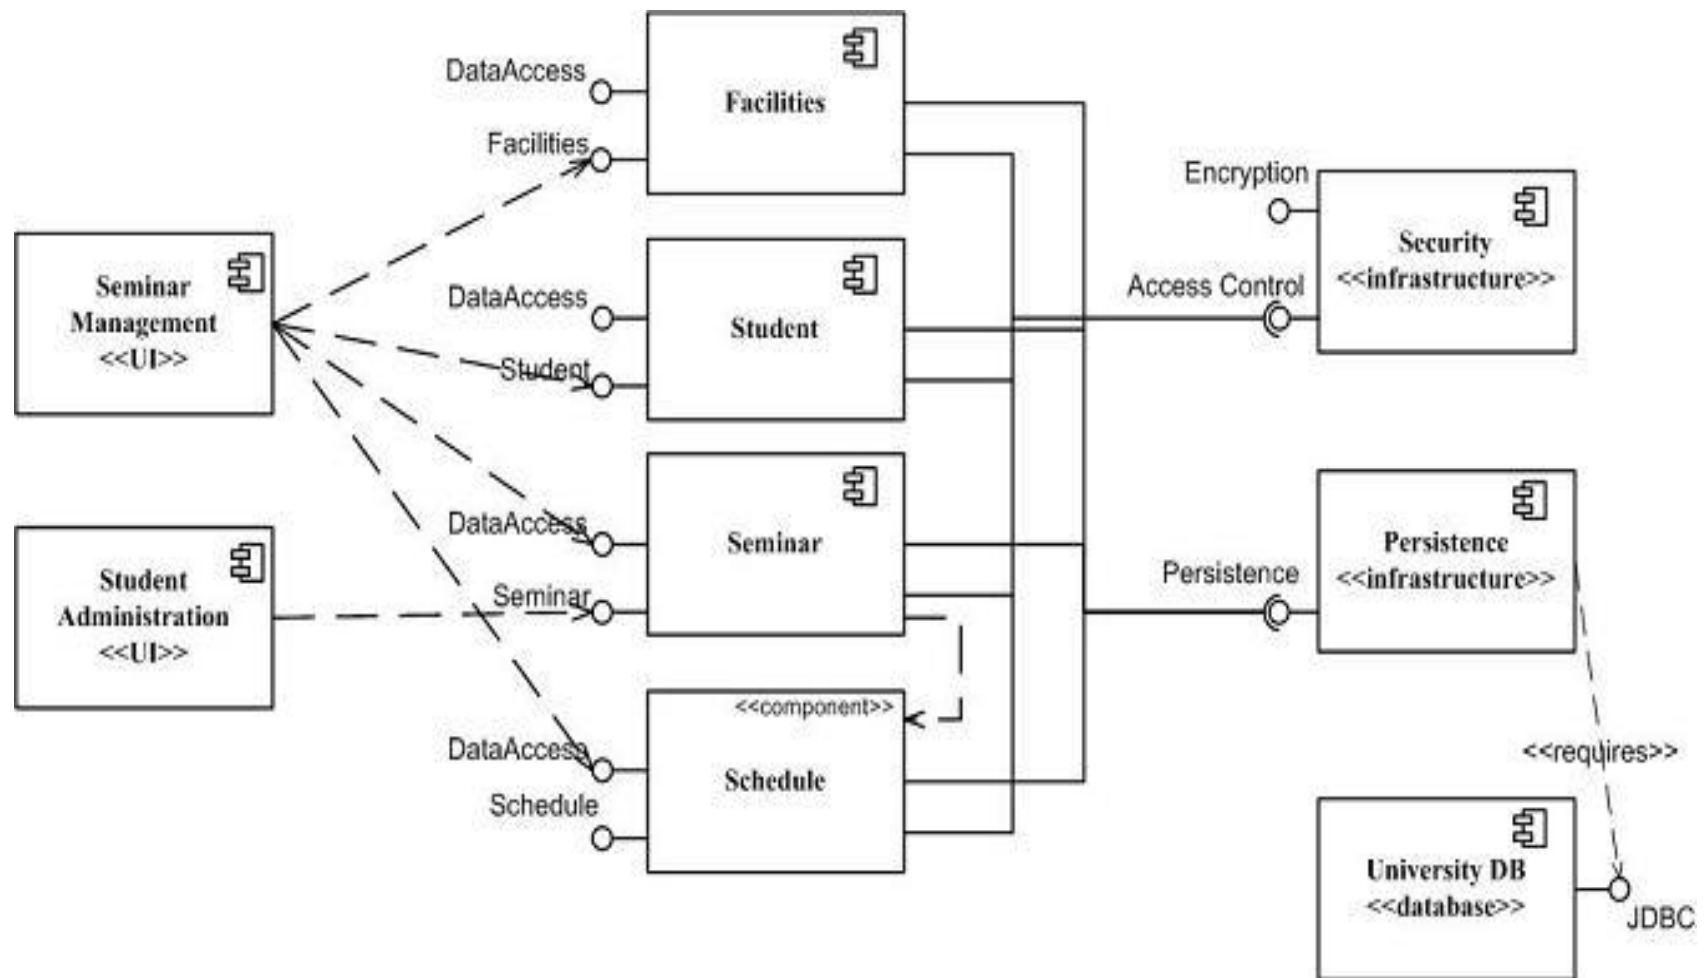 DataAccess
Facilities
Facilities
DataAccess
Student
Student
DataAccess
Seminar
Seminar
<<component>>
DataAccess
Schedule
Schedule
Seminar
Management
<<UI>>
Student
Administration
<<UI>>
Encryption
Access Control
Security
<<infrastructure>>
Persistence
Persistence
<<infrastructure>>
<<requires>>
University DB
<<database>>
JDBC